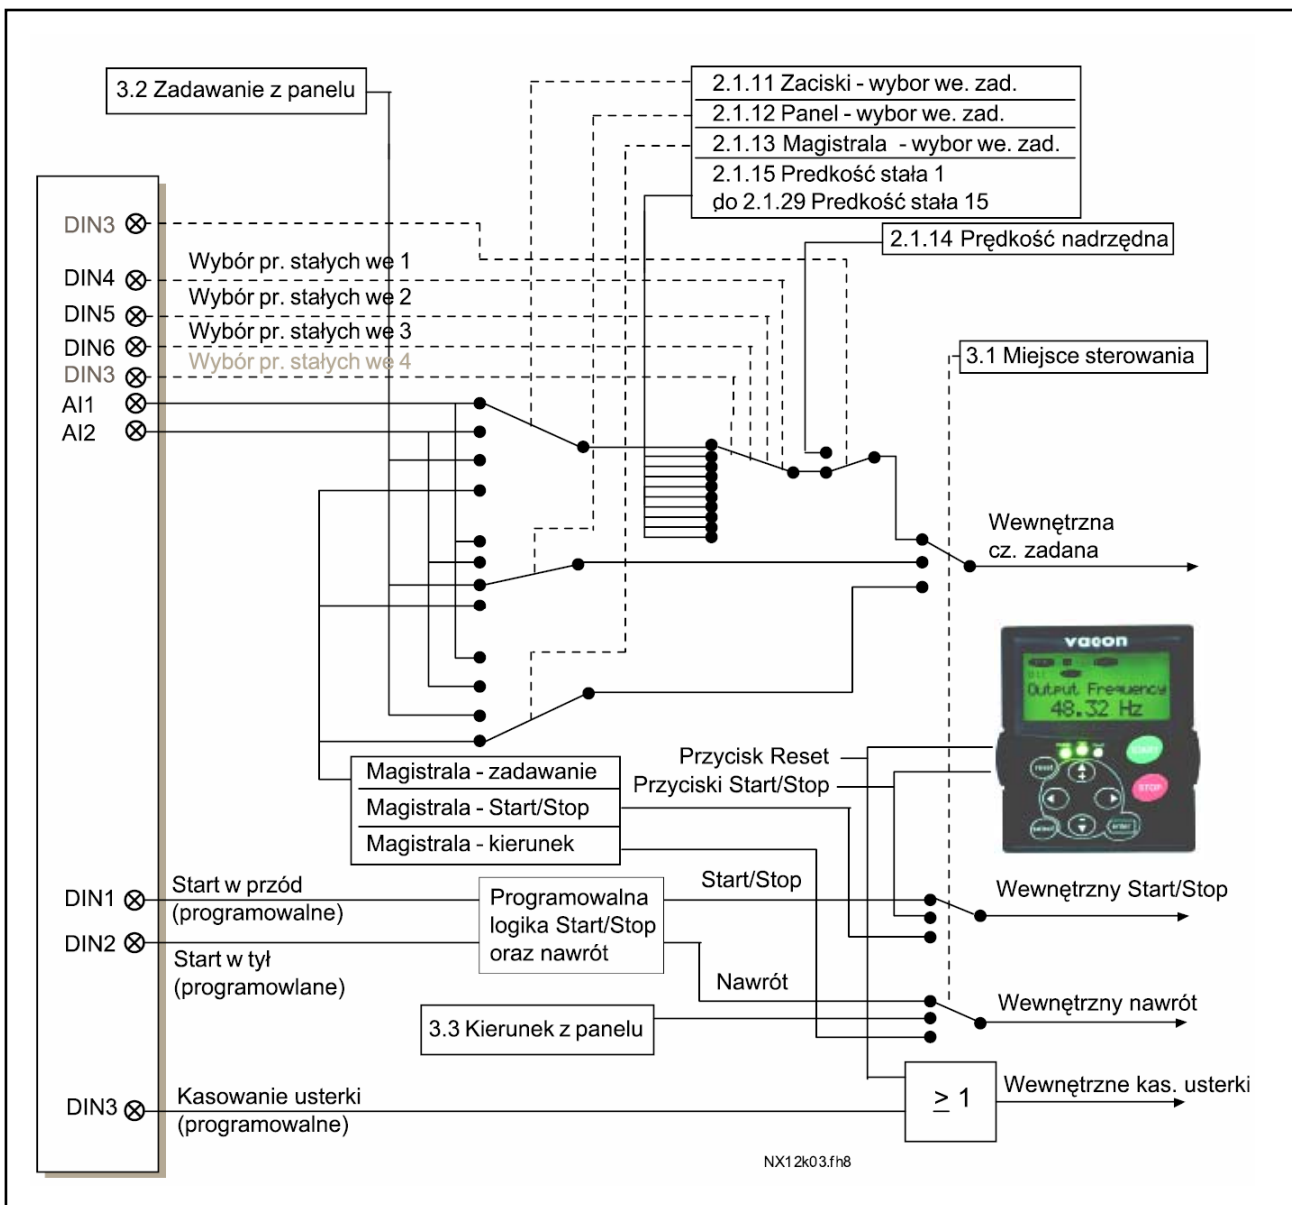 3.2 Zadawanie z panelu
2.1.11 Zaciski - wybor we. zad.
2.1.12 Panel - wybor we. zad.
2.1.13 Magistrala - wybor we. zad.
2.1.15 Predkość stała 1
do 2.1.29 Predkość stała 15
2.1.14 Prędkość nadrzędna
DIN3
Wybór pr. stałych we 1
DIN4
Wybór pr. stałych we 2
DIN5
Wybór pr. stałych we 3
DIN6
Wybór pr. stałych we 4
DIN3
3.1 Miejsce sterowania
AI1
AI2
Wewnętrzna
cz. zadana
vacon
Output Frequency
48.32 Hz
START
reset
STOP
select
enter
Przycisk Reset
Przyciski Start/Stop
Magistrala - zadawanie
Magistrala - Start/Stop
Magistrala - kierunek
DIN1
Start w przód
(programowalne)
Programowalna
logika Start/Stop
oraz nawrót
Start/Stop
Wewnętrzny Start/Stop
DIN2
Start w tył
(programowlane)
Nawrót
Wewnętrzny nawrót
3.3 Kierunek z panelu
DIN3
Kasowanie usterki
(programowalne)
≥ 1
Wewnętrzne kas. usterki
NX12k03.fh8